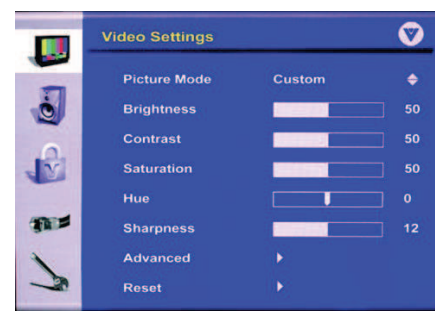 Video Settings
Picture Mode Custom
Brightness 50
Contrast 50
Saturation 50
Hue 0
Sharpness 12
Advanced
Reset